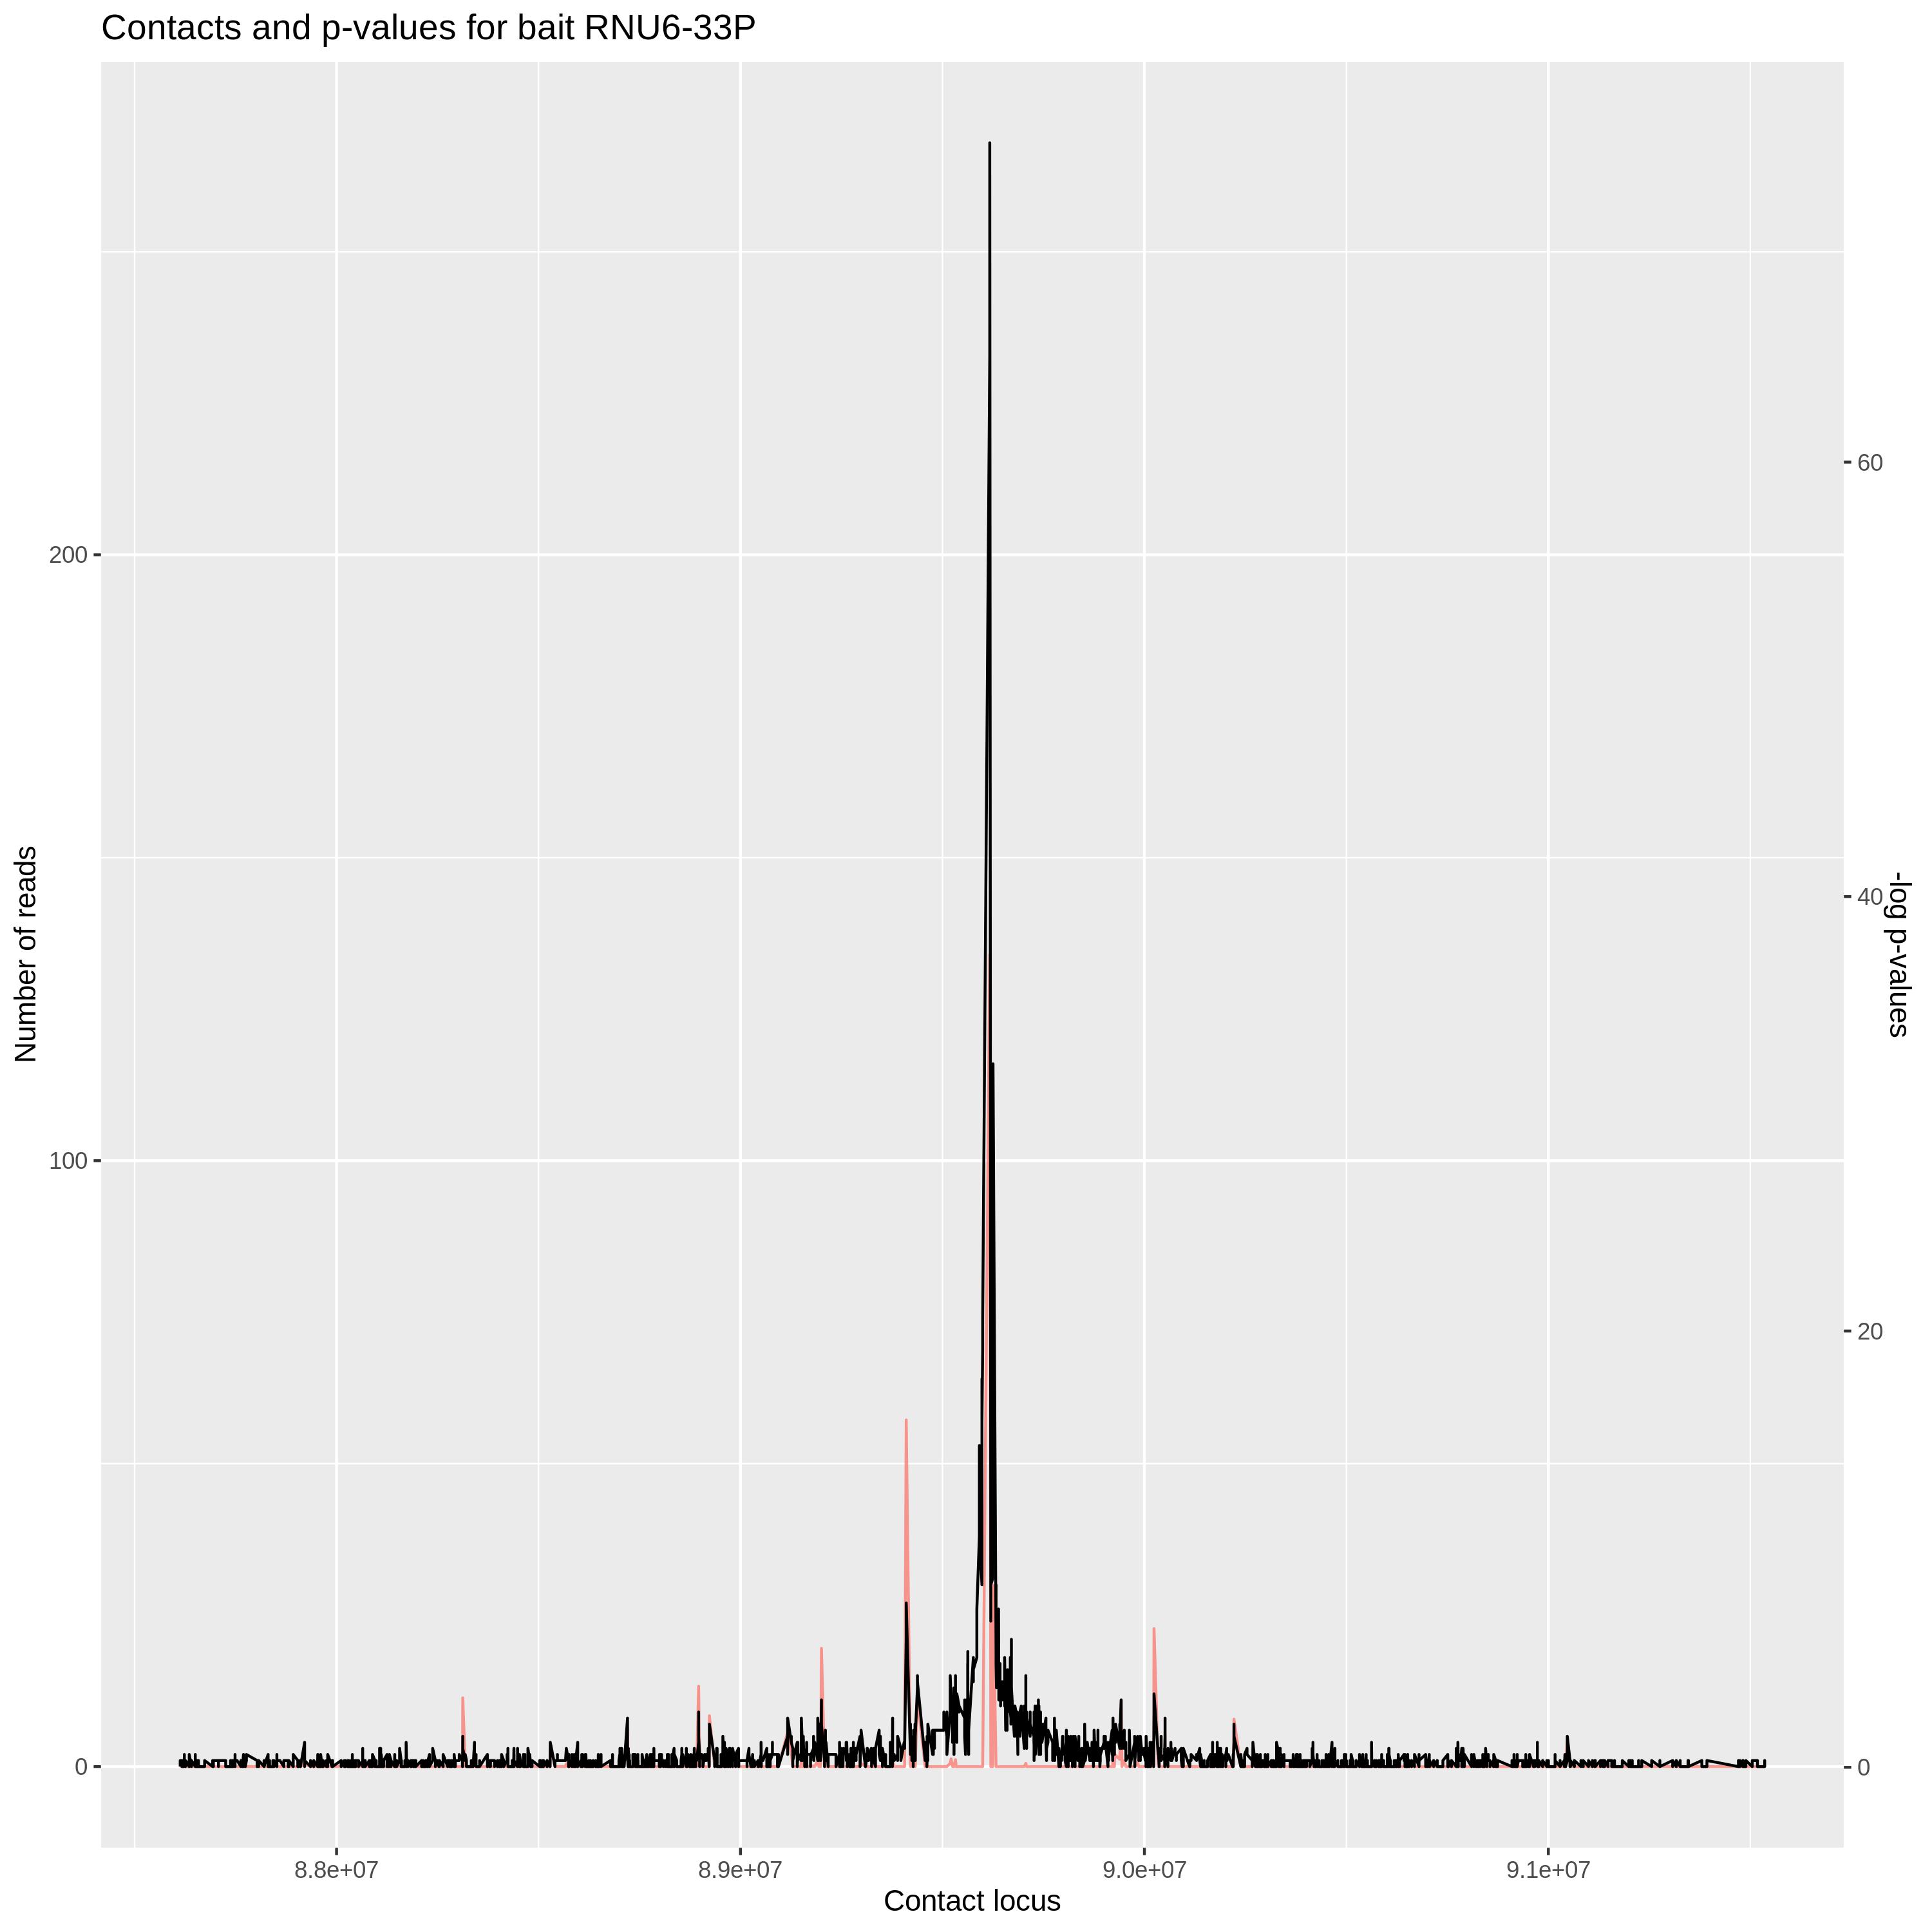 Contacts and p-values for bait RNU6-33P
Number of reads
200
100
0
60
40
20
0
-log p-values
8.8e+07
8.9e+07
9.0e+07
9.1e+07
Contact locus